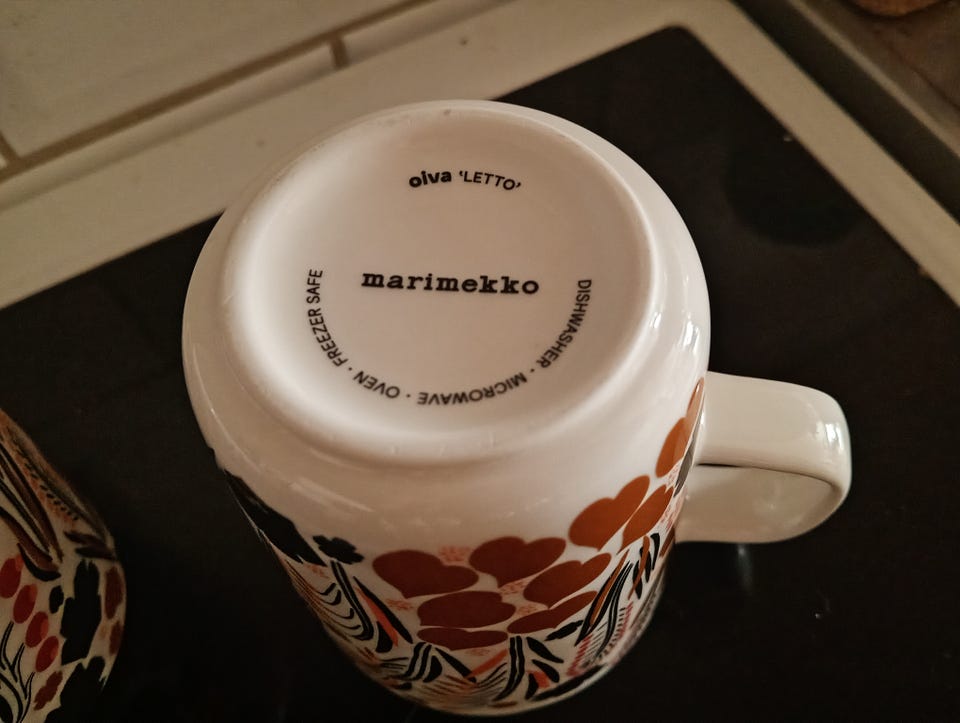 oiva 'LETTO'
marimekko
DISHWASHER · MICROWAVE · OVEN · FREEZER SAFE